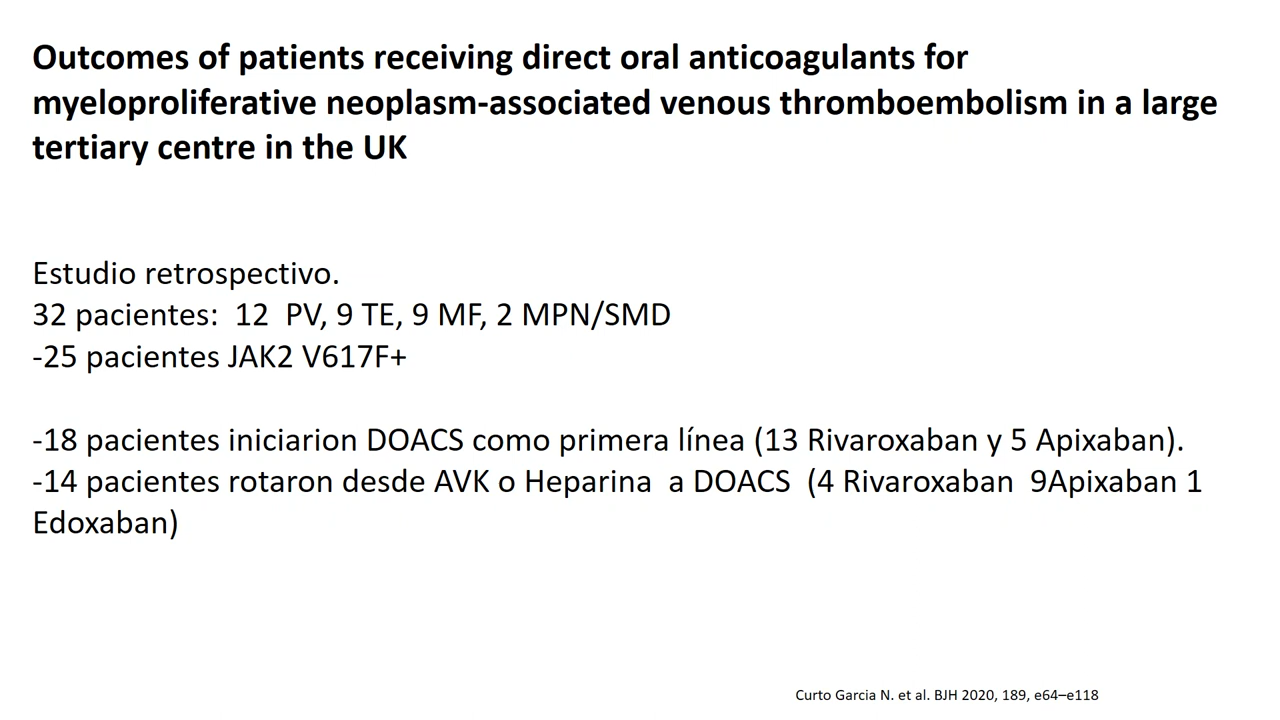 Outcomes of patients receiving direct oral anticoagulants for
myeloproliferative neoplasm-associated venous thromboembolism in a large
tertiary centre in the UK
Estudio retrospectivo.
32 pacientes:  12  PV, 9 TE, 9 MF, 2 MPN/SMD
-25 pacientes JAK2 V617F+
-18 pacientes iniciarion DOACS como primera línea (13 Rivaroxaban y 5 Apixaban).
-14 pacientes rotaron desde AVK o Heparina  a DOACS  (4 Rivaroxaban  9Apixaban 1
Edoxaban)
Curto Garcia N. et al. BJH 2020, 189, e64–e118